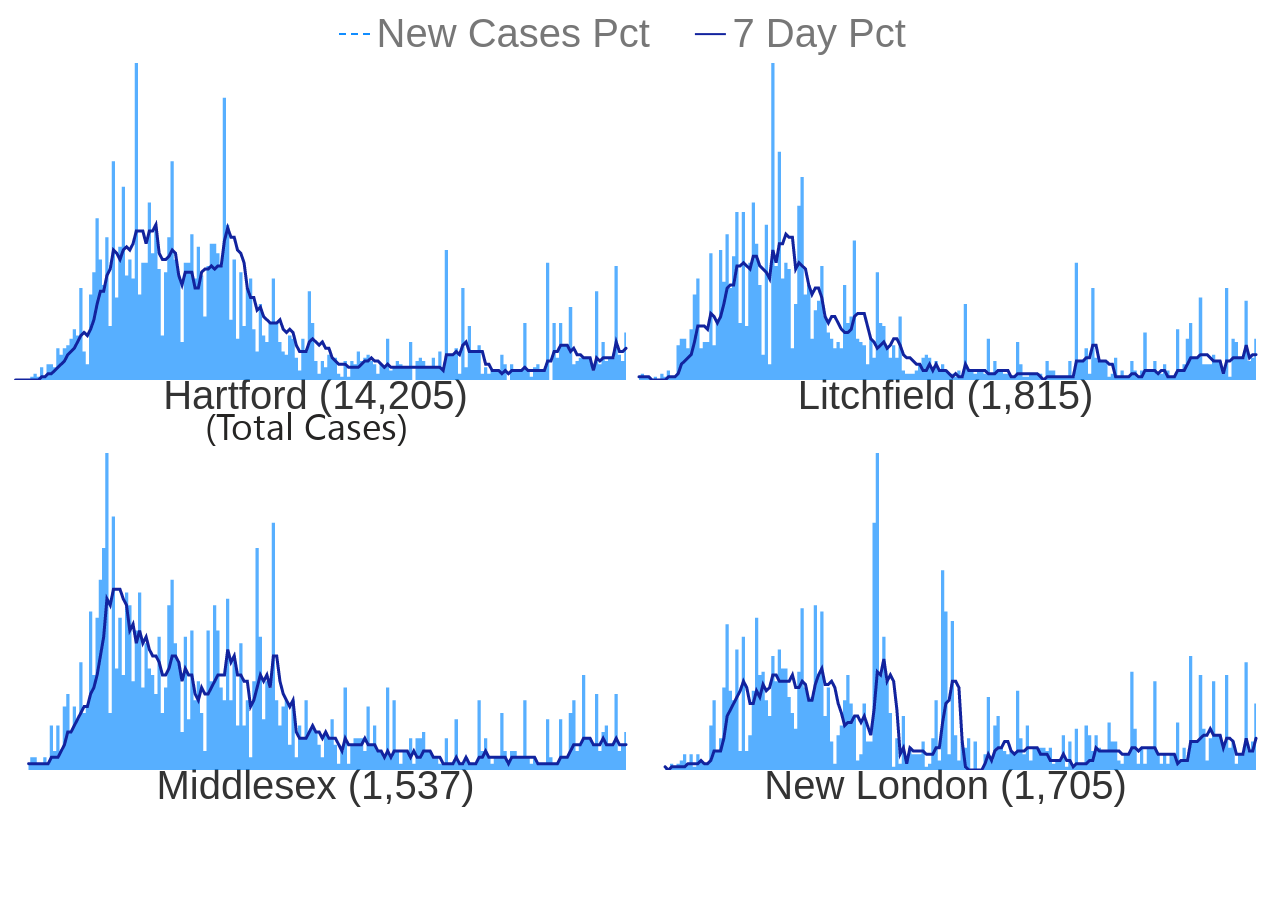 New Cases Pct 7 Day Pct
Hartford (14,205)
(Total Cases)
Litchfield (1,815)
Middlesex (1,537)
New London (1,705)